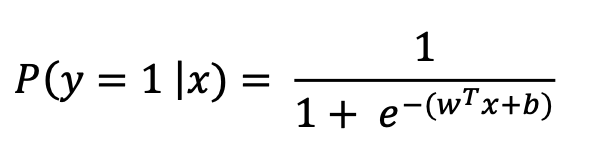 P(y = 1 |x) = 1 / (1 + e^{-(w^T x+b)})